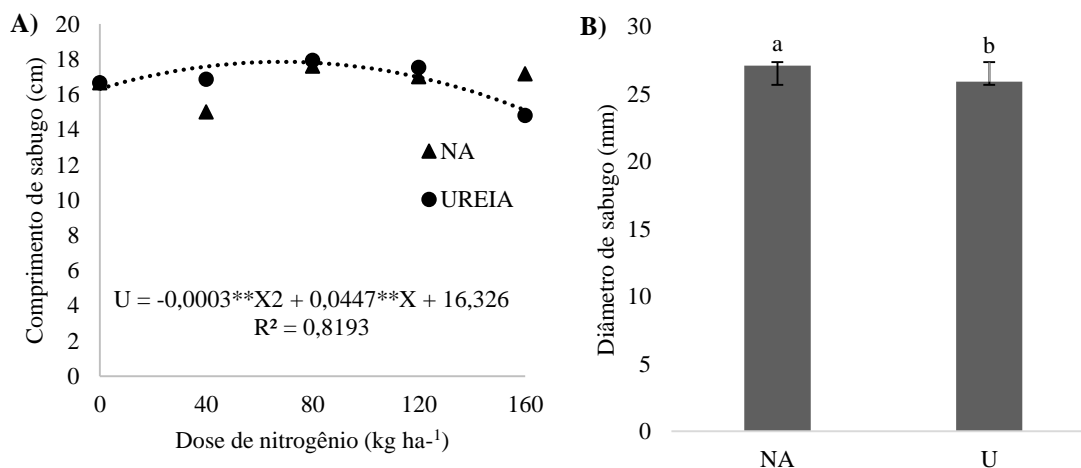 A)
Comprimento de sabugo (cm)
20
18
16
14
12
10
8
6
4
2
0
NA
UREIA
U = -0,0003**X2 + 0,0447**X + 16,326
R² = 0,8193
0 40 80 120 160
Dose de nitrogênio (kg ha-¹)
B)
Diâmetro de sabugo (mm)
30
25
20
15
10
5
0
a b
NA U